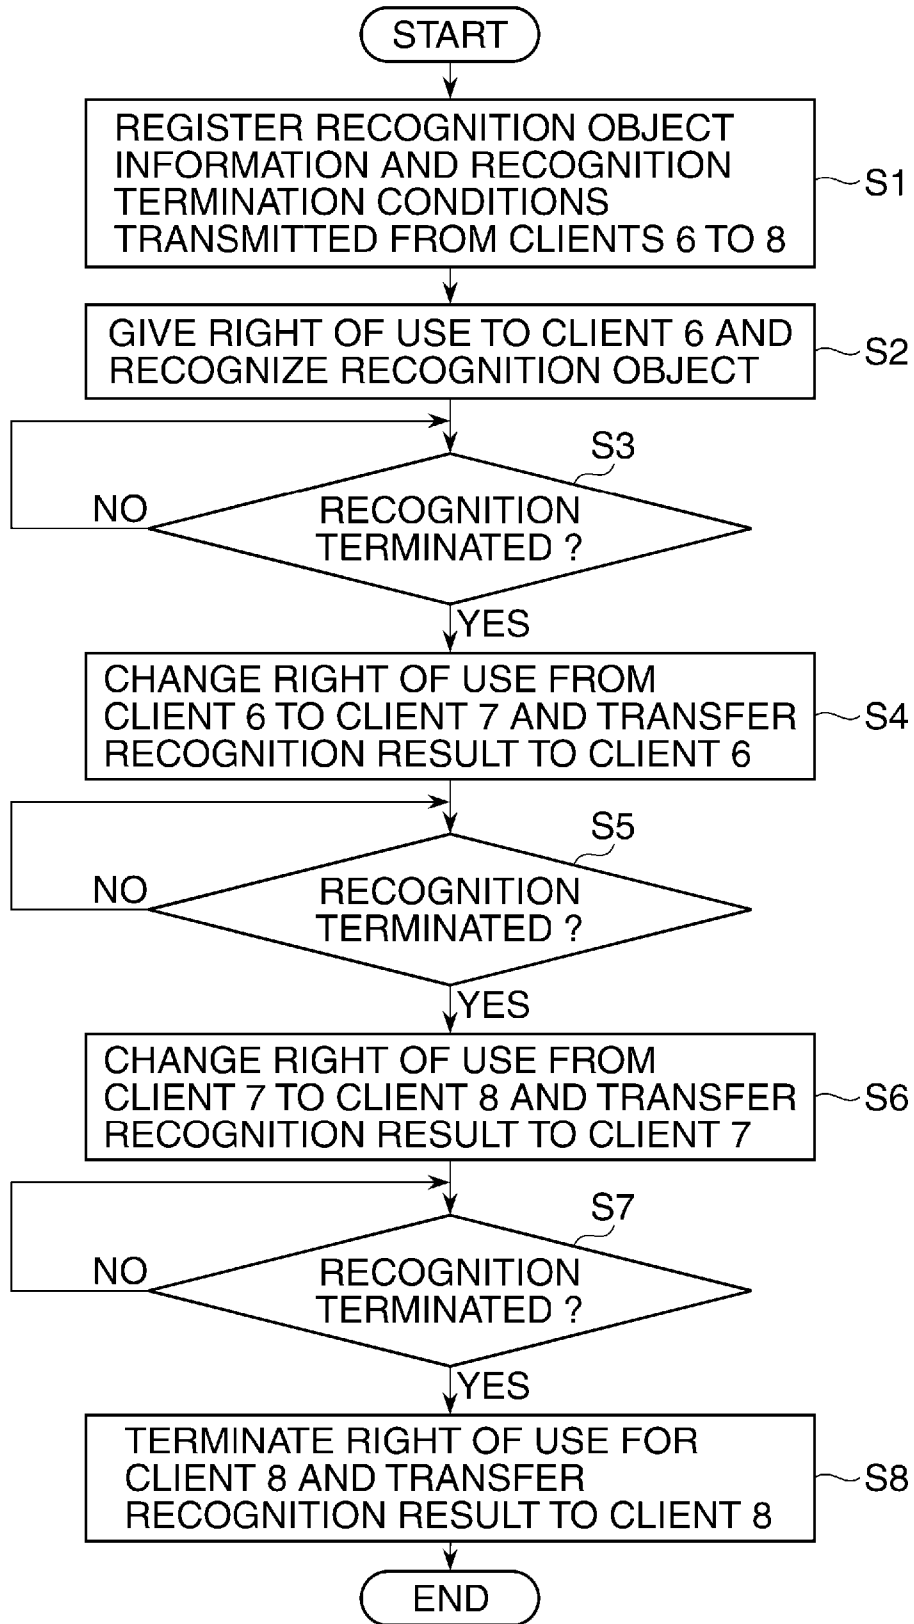 START
REGISTER RECOGNITION OBJECT
INFORMATION AND RECOGNITION
TERMINATION CONDITIONS
TRANSMITTED FROM CLIENTS 6 TO 8
S1
GIVE RIGHT OF USE TO CLIENT 6 AND
RECOGNIZE RECOGNITION OBJECT
S2
S3
NO
RECOGNITION
TERMINATED ?
YES
CHANGE RIGHT OF USE FROM
CLIENT 6 TO CLIENT 7 AND TRANSFER
RECOGNITION RESULT TO CLIENT 6
S4
S5
NO
RECOGNITION
TERMINATED ?
YES
CHANGE RIGHT OF USE FROM
CLIENT 7 TO CLIENT 8 AND TRANSFER
RECOGNITION RESULT TO CLIENT 7
S6
S7
NO
RECOGNITION
TERMINATED ?
YES
TERMINATE RIGHT OF USE FOR
CLIENT 8 AND TRANSFER
RECOGNITION RESULT TO CLIENT 8
S8
END